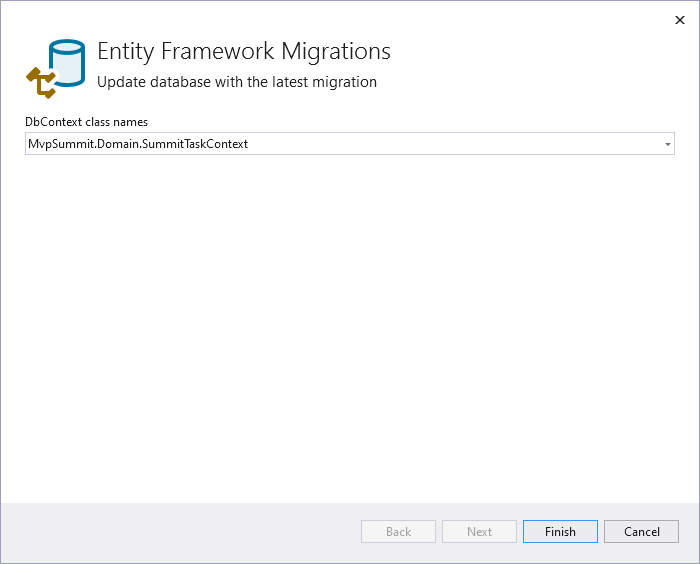 Entity Framework Migrations
Update database with the latest migration
DbContext class names
MvpSummit.Domain.SummitTaskContext
Back
Next
Finish
Cancel